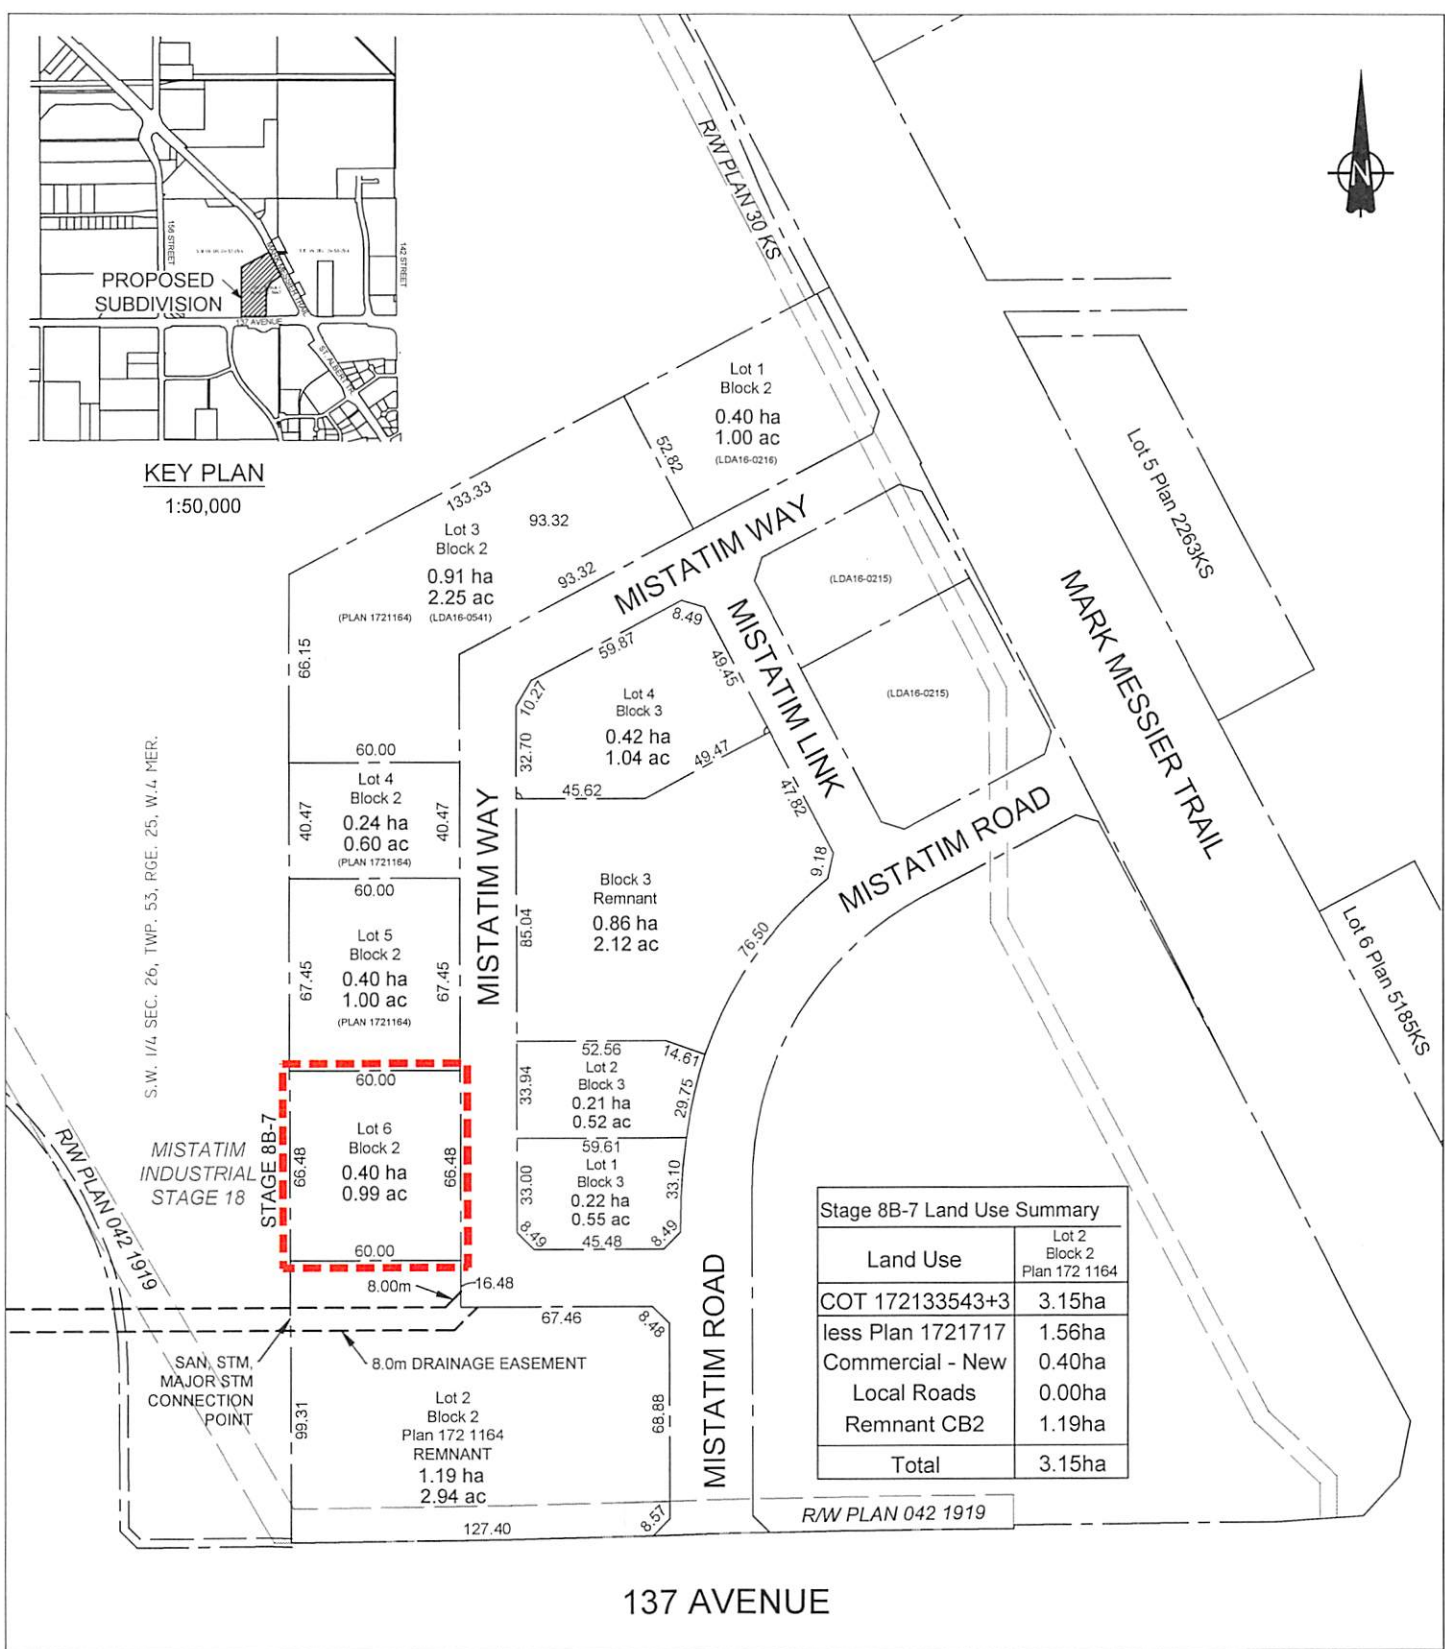 156 STREET
MARK MESSIER TRAIL
142 STREET
PROPOSED
SUBDIVISION
137 AVENUE
ST. ALBERT TR.
KEY PLAN
1:50,000
N
R/W PLAN 30 KS
Lot 1
Block 2
0.40 ha
1.00 ac
(LDA16-0216)
52.82
133.33
Lot 3
Block 2
0.91 ha
2.25 ac
(PLAN 1721164)
(LDA16-0541)
93.32
93.32
66.15
MISTATIM WAY
Lot 5 Plan 2263KS
(LDA16-0215)
(LDA16-0215)
MISTATIM LINK
MARK MESSIER TRAIL
8.49
59.87
49.45
10.27
Lot 4
Block 3
0.42 ha
1.04 ac
32.70
49.47
45.62
47.82
9.18
MISTATIM ROAD
60.00
Lot 4
Block 2
0.24 ha
0.60 ac
(PLAN 1721164)
40.47
40.47
60.00
MISTATIM WAY
S.W. 1/4 SEC. 26, TWP. 53, RGE. 25, W.4 MER.
Block 3
Remnant
0.86 ha
2.12 ac
85.04
76.50
Lot 6 Plan 5185KS
Lot 5
Block 2
0.40 ha
1.00 ac
(PLAN 1721164)
67.45
67.45
52.56
14.61
Lot 2
Block 3
0.21 ha
0.52 ac
33.94
29.75
60.00
Lot 6
Block 2
0.40 ha
0.99 ac
66.48
66.48
60.00
STAGE 8B-7
MISTATIM
INDUSTRIAL
STAGE 18
R/W PLAN 042 1919
59.61
Lot 1
Block 3
0.22 ha
0.55 ac
33.00
33.10
8.49
45.48
8.49
8.00m
16.48
67.46
8.48
8.0m DRAINAGE EASEMENT
SAN, STM,
MAJOR STM
CONNECTION
POINT
99.31
Lot 2
Block 2
Plan 172 1164
REMNANT
1.19 ha
2.94 ac
68.88
127.40
8.57
MISTATIM ROAD
Stage 8B-7 Land Use Summary
Land Use
Lot 2
Block 2
Plan 172 1164
COT 172133543+3 3.15ha
less Plan 1721717 1.56ha
Commercial - New 0.40ha
Local Roads 0.00ha
Remnant CB2 1.19ha
Total 3.15ha
R/W PLAN 042 1919
137 AVENUE